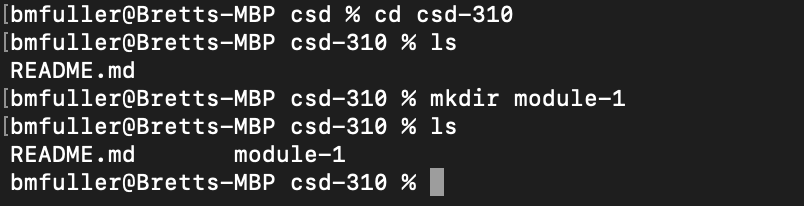 [bmfuller@Bretts-MBP csd % cd csd-310
[bmfuller@Bretts-MBP csd-310 % ls
README.md
[bmfuller@Bretts-MBP csd-310 % mkdir module-1
[bmfuller@Bretts-MBP csd-310 % ls
README.md       module-1
bmfuller@Bretts-MBP csd-310 %